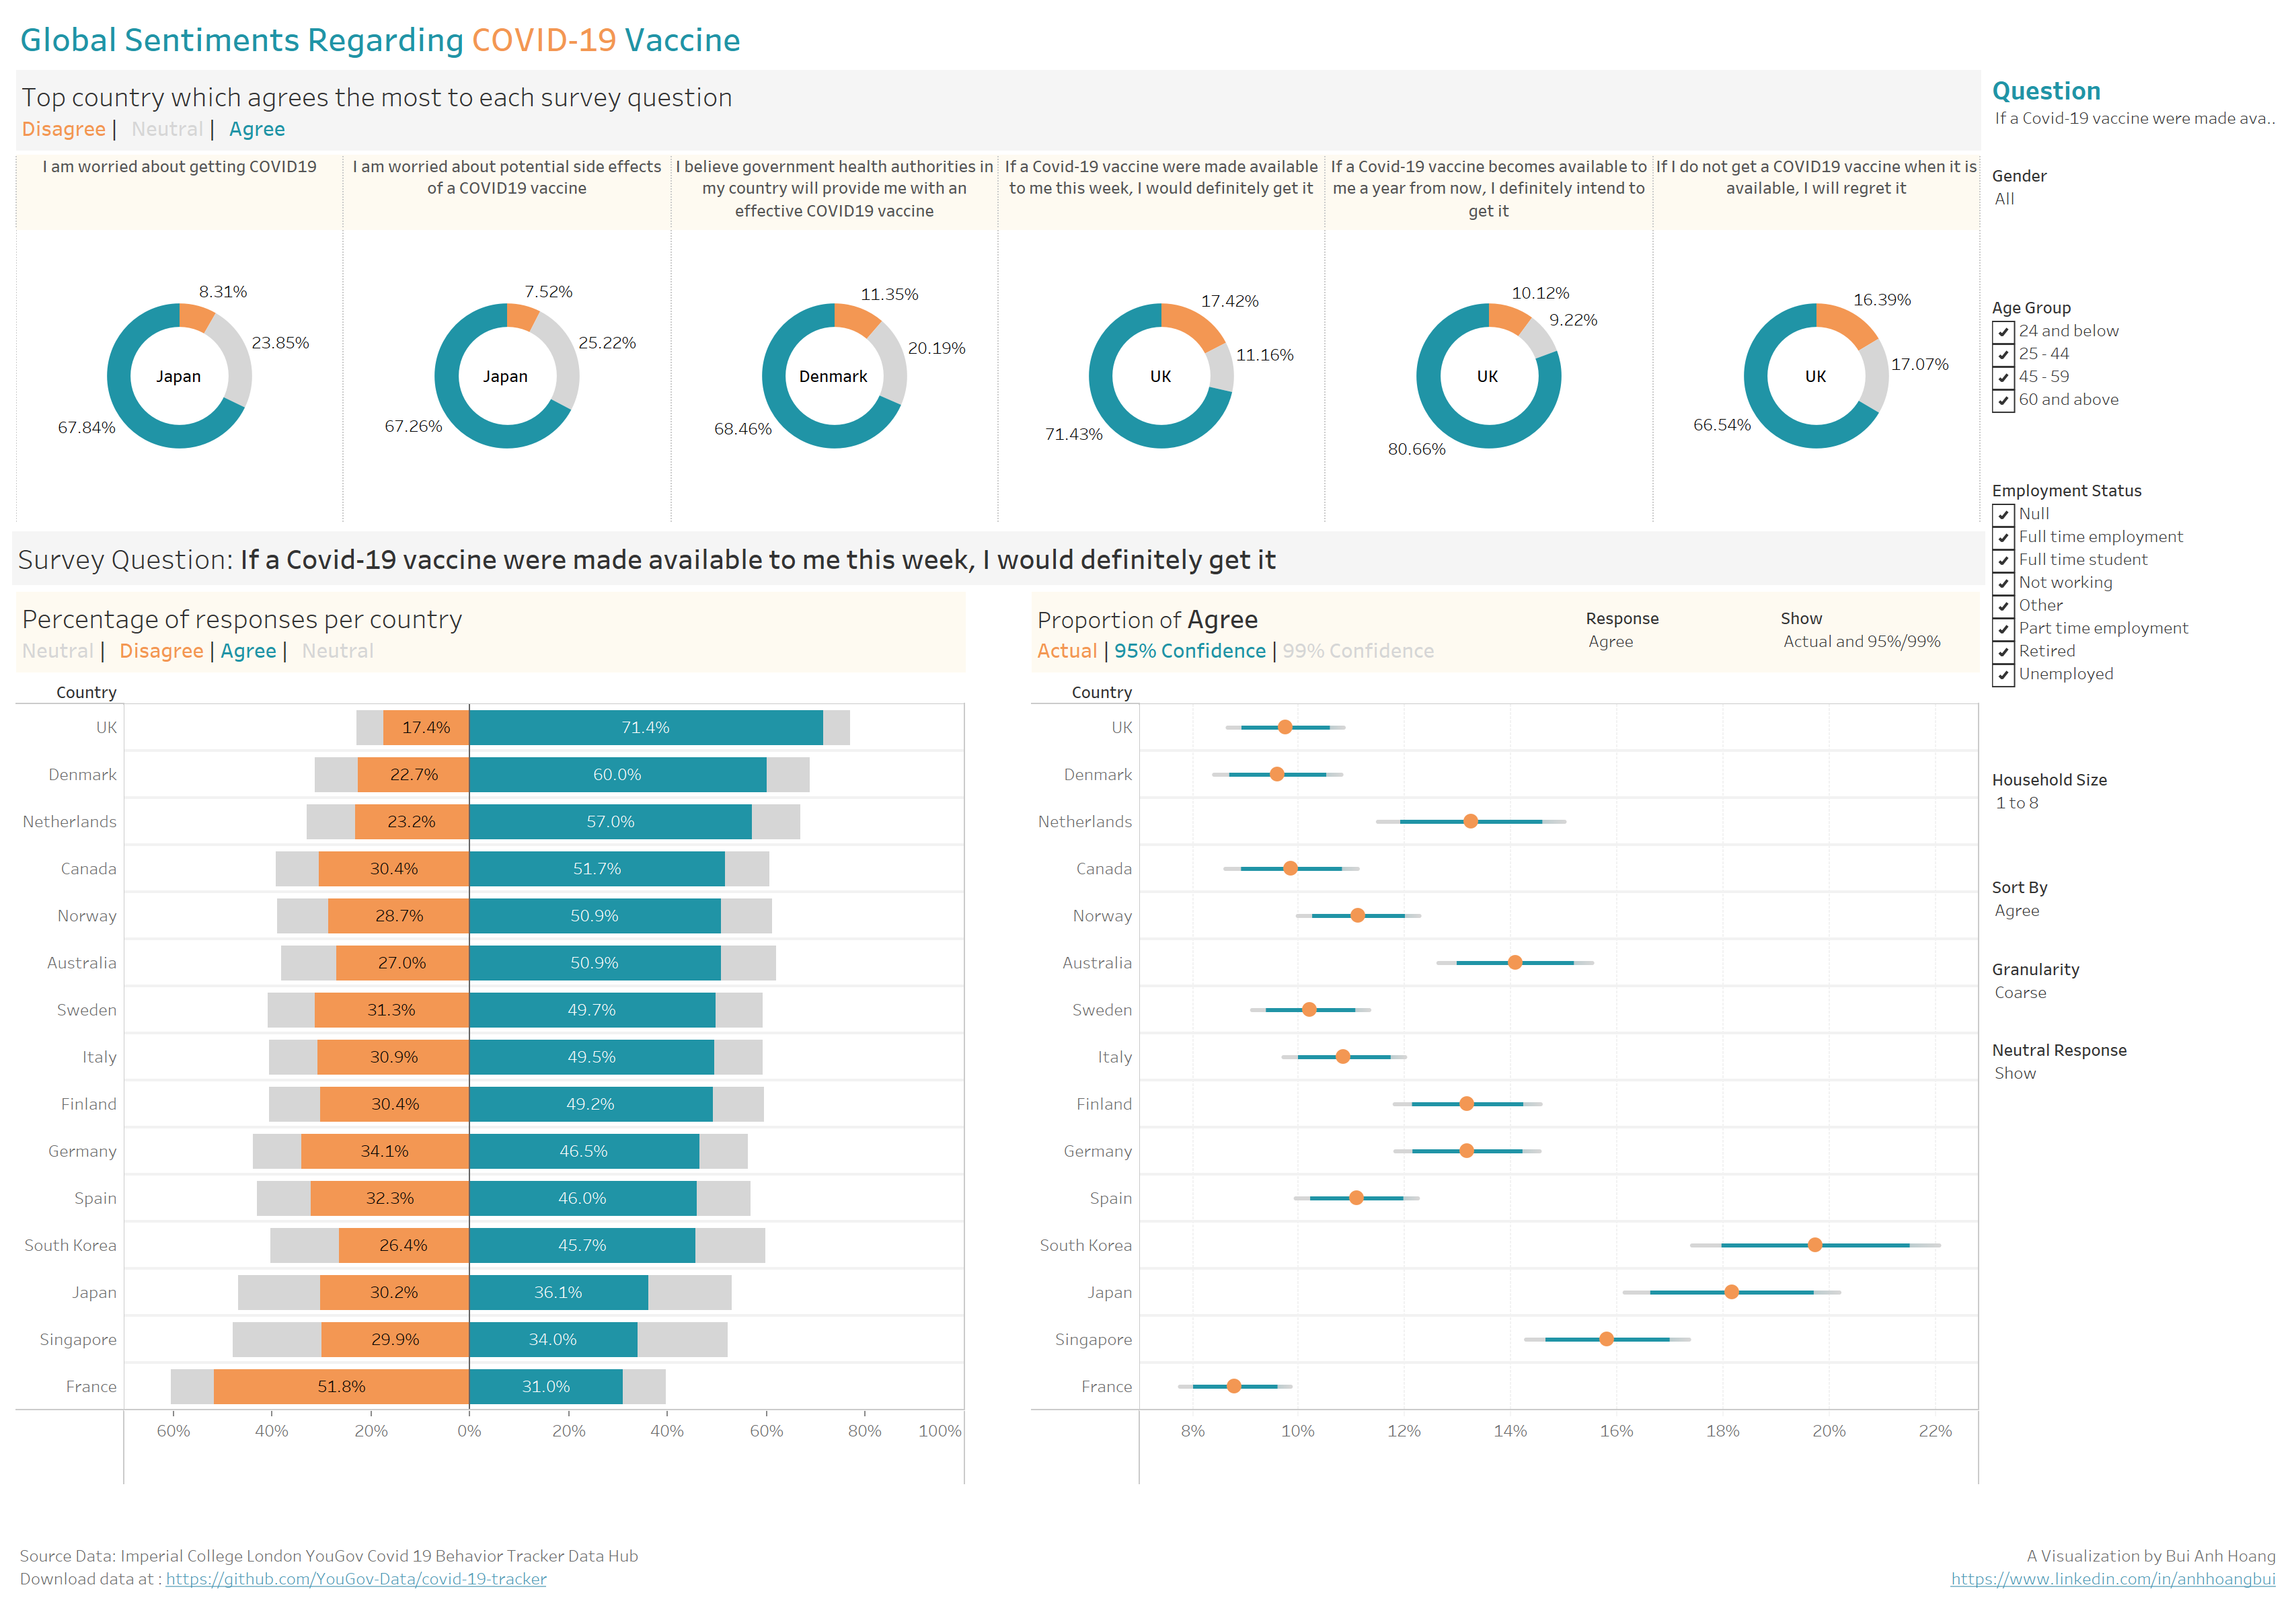 Global Sentiments Regarding COVID-19 Vaccine
Top country which agrees the most to each survey question
Disagree | Neutral | Agree
I am worried about getting COVID19
I am worried about potential side effects
of a COVID19 vaccine
I believe government health authorities in
my country will provide me with an
effective COVID19 vaccine
If a Covid-19 vaccine were made available
to me this week, I would definitely get it
If a Covid-19 vaccine becomes available to
me a year from now, I definitely intend to
get it
If I do not get a COVID19 vaccine when it is
available, I will regret it
8.31%
23.85%
Japan
67.84%
7.52%
25.22%
Japan
67.26%
11.35%
20.19%
Denmark
68.46%
17.42%
11.16%
UK
71.43%
10.12%
9.22%
UK
80.66%
16.39%
17.07%
UK
66.54%
Survey Question: If a Covid-19 vaccine were made available to me this week, I would definitely get it
Percentage of responses per country
Neutral | Disagree | Agree | Neutral
Country
UK 17.4% 71.4%
Denmark 22.7% 60.0%
Netherlands 23.2% 57.0%
Canada 30.4% 51.7%
Norway 28.7% 50.9%
Australia 27.0% 50.9%
Sweden 31.3% 49.7%
Italy 30.9% 49.5%
Finland 30.4% 49.2%
Germany 34.1% 46.5%
Spain 32.3% 46.0%
South Korea 26.4% 45.7%
Japan 30.2% 36.1%
Singapore 29.9% 34.0%
France 51.8% 31.0%
60% 40% 20% 0% 20% 40% 60% 80% 100%
Proportion of Agree
Actual | 95% Confidence | 99% Confidence
Response
Agree
Show
Actual and 95%/99%
Country
UK
Denmark
Netherlands
Canada
Norway
Australia
Sweden
Italy
Finland
Germany
Spain
South Korea
Japan
Singapore
France
8% 10% 12% 14% 16% 18% 20% 22%
Question
If a Covid-19 vaccine were made ava..
Gender
All
Age Group
24 and below
25 - 44
45 - 59
60 and above
Employment Status
Null
Full time employment
Full time student
Not working
Other
Part time employment
Retired
Unemployed
Household Size
1 to 8
Sort By
Agree
Granularity
Coarse
Neutral Response
Show
Source Data: Imperial College London YouGov Covid 19 Behavior Tracker Data Hub
Download data at : https://github.com/YouGov-Data/covid-19-tracker
A Visualization by Bui Anh Hoang
https://www.linkedin.com/in/anhhoangbui